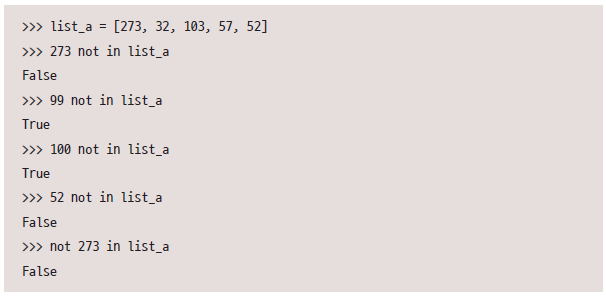 >>> list_a = [273, 32, 103, 57, 52]
>>> 273 not in list_a
False
>>> 99 not in list_a
True
>>> 100 not in list_a
True
>>> 52 not in list_a
False
>>> not 273 in list_a
False